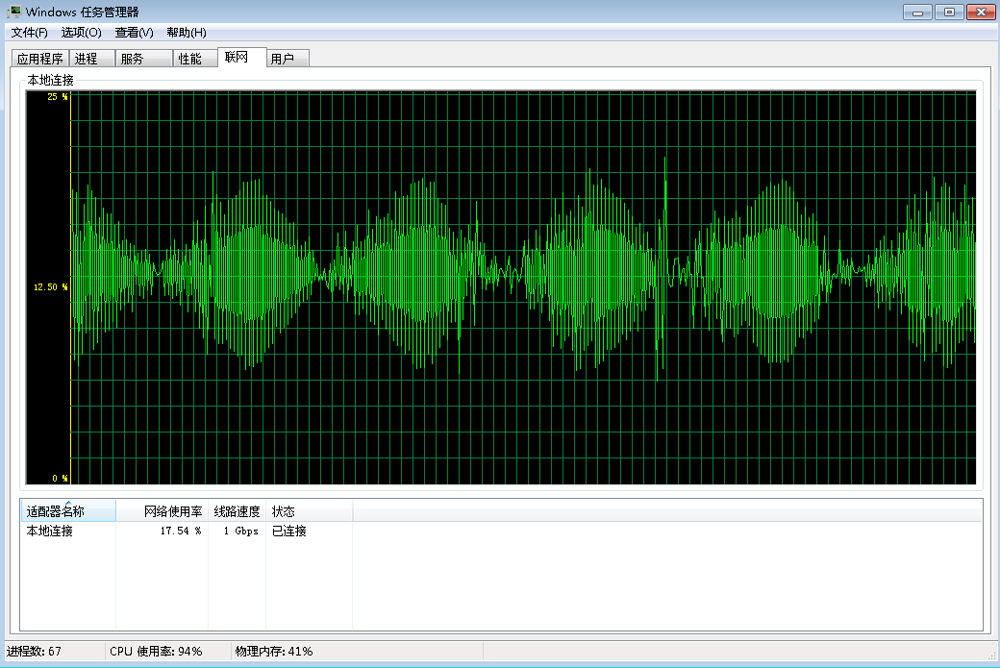 Windows 任务管理器
文件(F) 选项(O) 查看(V) 帮助(H)
应用程序 进程 服务 性能 联网 用户
本地连接
25 %
12.50 %
0 %
适配器名称 网络使用率 线路速度 状态
本地连接 17.54 % 1 Gbps 已连接
进程数: 67 CPU 使用率: 94% 物理内存: 41%